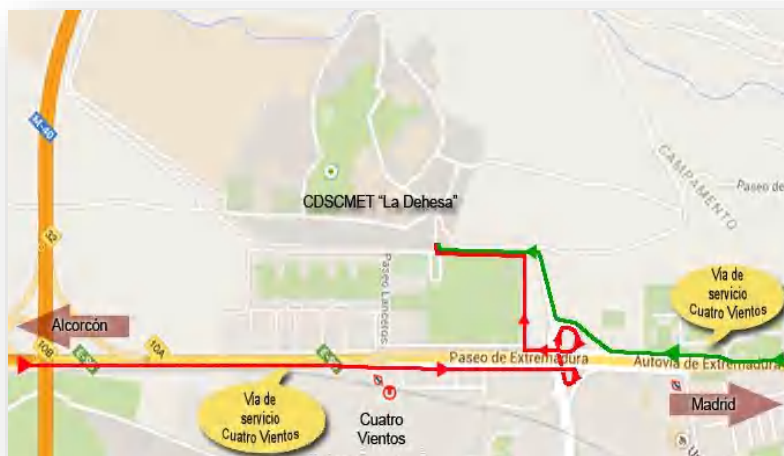 M-40
CAMPAMENTO
Paseo de
CDSCMET "La Dehesa"
32
Paseo Lanceros
Vía de
servicio
Cuatro Vientos
Alcorcón
10B
10A
Paseo de Extremadura
Autovía de Extremadura
Vía de
servicio
Cuatro Vientos
Cuatro
Vientos
Madrid